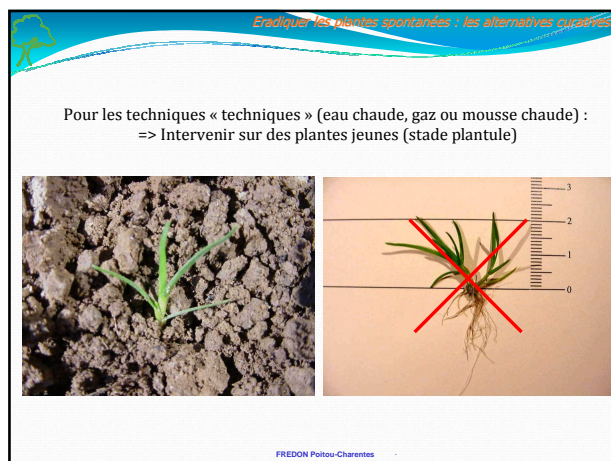 Eradiquer les plantes spontanées : les alternatives curatives
Pour les techniques « techniques » (eau chaude, gaz ou mousse chaude) :
=> Intervenir sur des plantes jeunes (stade plantule)
3
2
1
0
FREDON Poitou-Charentes -